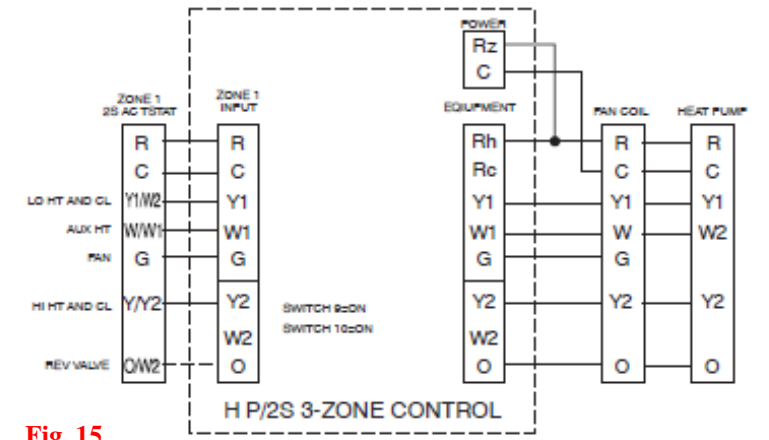 POWER
Rz
C
ZONE 1
2S AC TSTAT
R
C
Y1/W2
W/W1
G
Y/Y2
O/W2
LO HT AND CL
AUX HT
FAN
HI HT AND CL
REV VALVE
ZONE 1
INPUT
R
C
Y1
W1
G
Y2
W2
O
SWITCH 9=ON
SWITCH 10=ON
EQUIPMENT
Rh
Rc
Y1
W1
G
Y2
W2
O
FAN COIL
R
C
Y1
W
G
Y2
O
HEAT PUMP
R
C
Y1
W2
Y2
O
H P/2S 3-ZONE CONTROL
Fig. 15